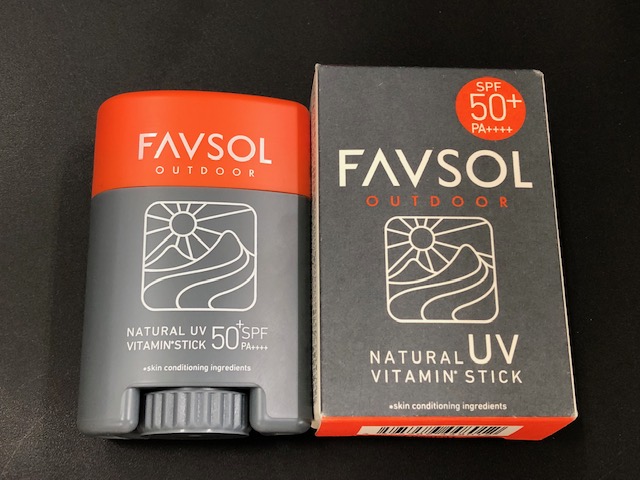 FAVSOL
OUTDOOR
NATURAL UV
VITAMIN* STICK
50+ SPF
PA++++
*skin conditioning ingredients
SPF
50+
PA++++
FAVSOL
OUTDOOR
NATURAL UV
VITAMIN* STICK
*skin conditioning ingredients